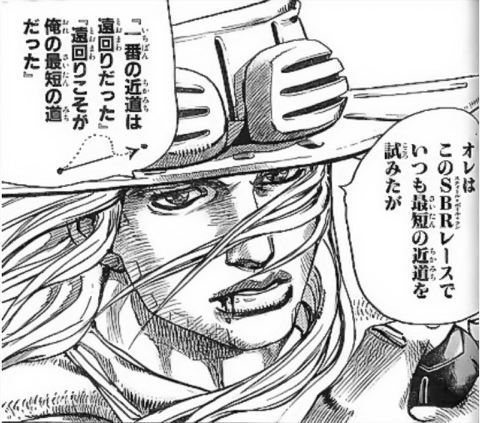 オレは
このSBRレースで
いつも最短の近道を
試みたが
『一番の近道は
遠回りだった』
『遠回りこそが
俺の最短の道
だった』